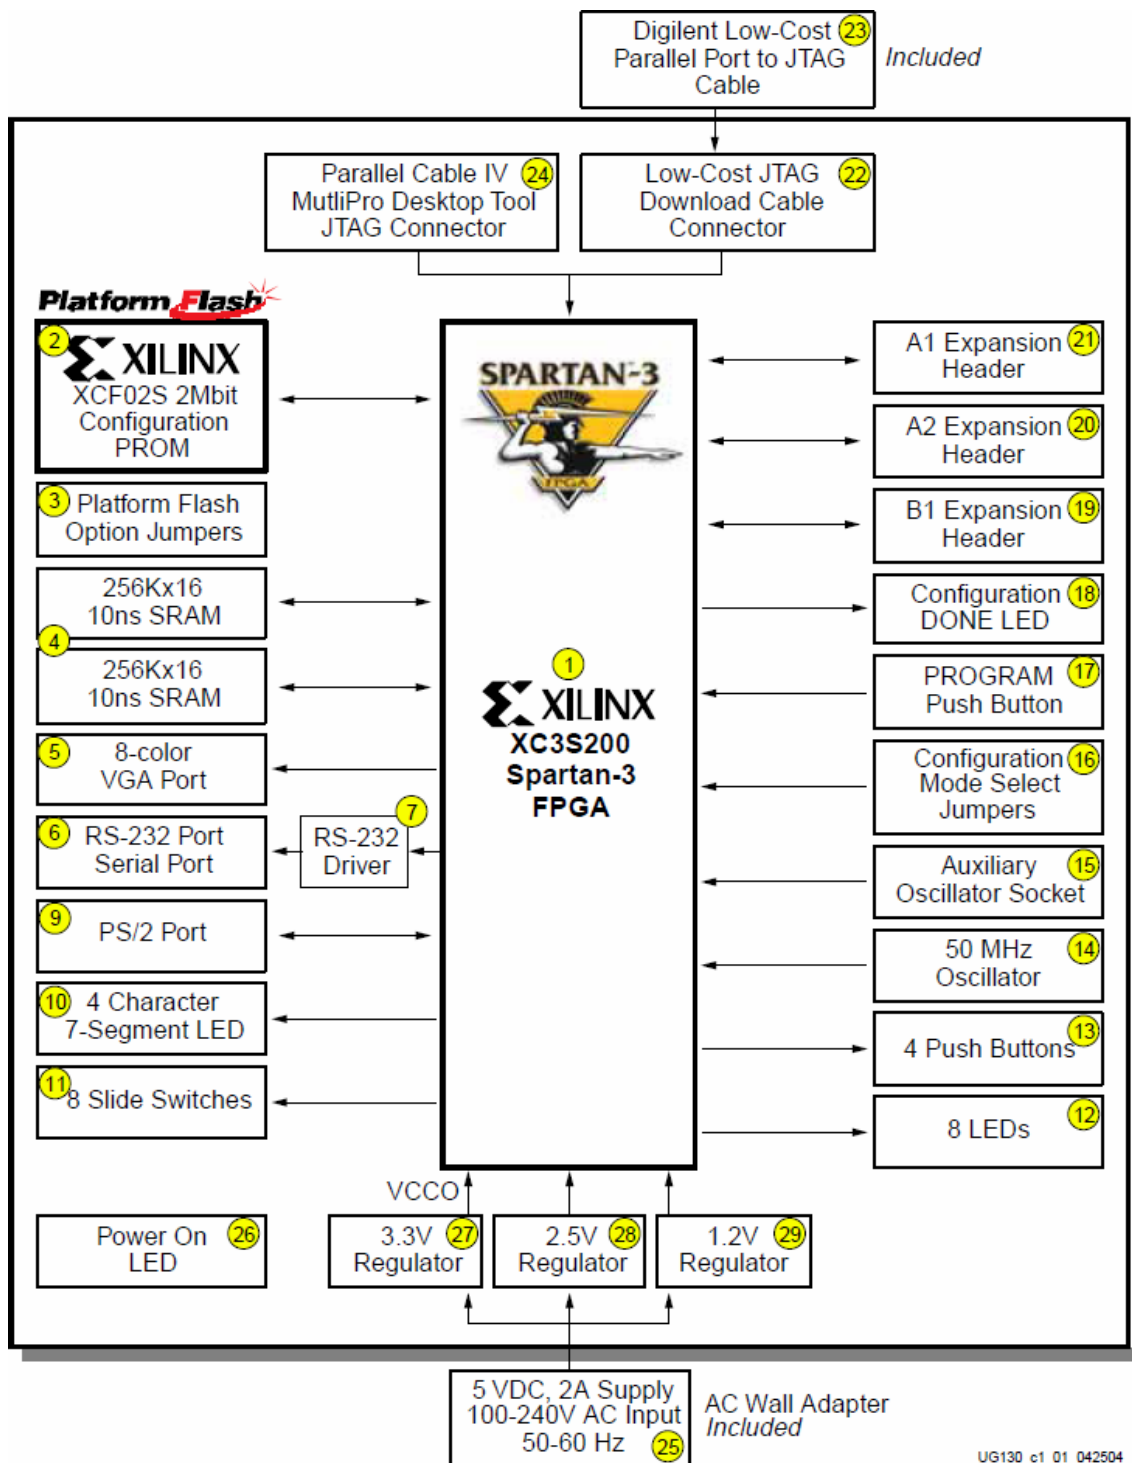 Digilent Low-Cost 23
Parallel Port to JTAG
Cable
Included
Parallel Cable IV 24
MutliPro Desktop Tool
JTAG Connector
Low-Cost JTAG 22
Download Cable
Connector
Platform Flash
2
XILINX
XCF02S 2Mbit
Configuration
PROM
3 Platform Flash
Option Jumpers
256Kx16
10ns SRAM
4
256Kx16
10ns SRAM
5 8-color
VGA Port
6 RS-232 Port
Serial Port
7
RS-232
Driver
9
PS/2 Port
10 4 Character
7-Segment LED
11
8 Slide Switches
SPARTAN-3
FPGA
1
XILINX
XC3S200
Spartan-3
FPGA
A1 Expansion 21
Header
A2 Expansion 20
Header
B1 Expansion 19
Header
Configuration 18
DONE LED
PROGRAM 17
Push Button
Configuration 16
Mode Select
Jumpers
Auxiliary 15
Oscillator Socket
50 MHz 14
Oscillator
13
4 Push Buttons
12
8 LEDs
VCCO
Power On 26
LED
3.3V 27
Regulator
2.5V 28
Regulator
1.2V 29
Regulator
5 VDC, 2A Supply
100-240V AC Input
50-60 Hz 25
AC Wall Adapter
Included
UG130_c1_01_042504